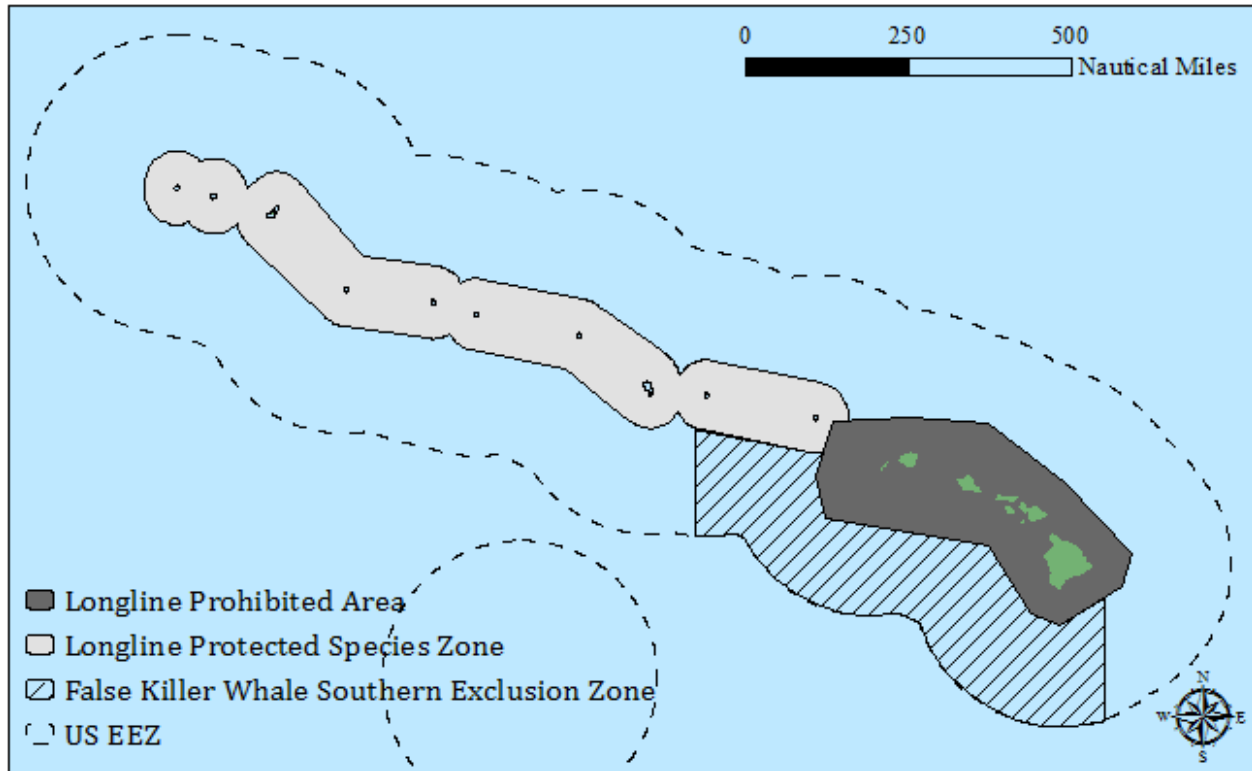 0 250 500
Nautical Miles
Longline Prohibited Area
Longline Protected Species Zone
False Killer Whale Southern Exclusion Zone
US EEZ
N
W E
S